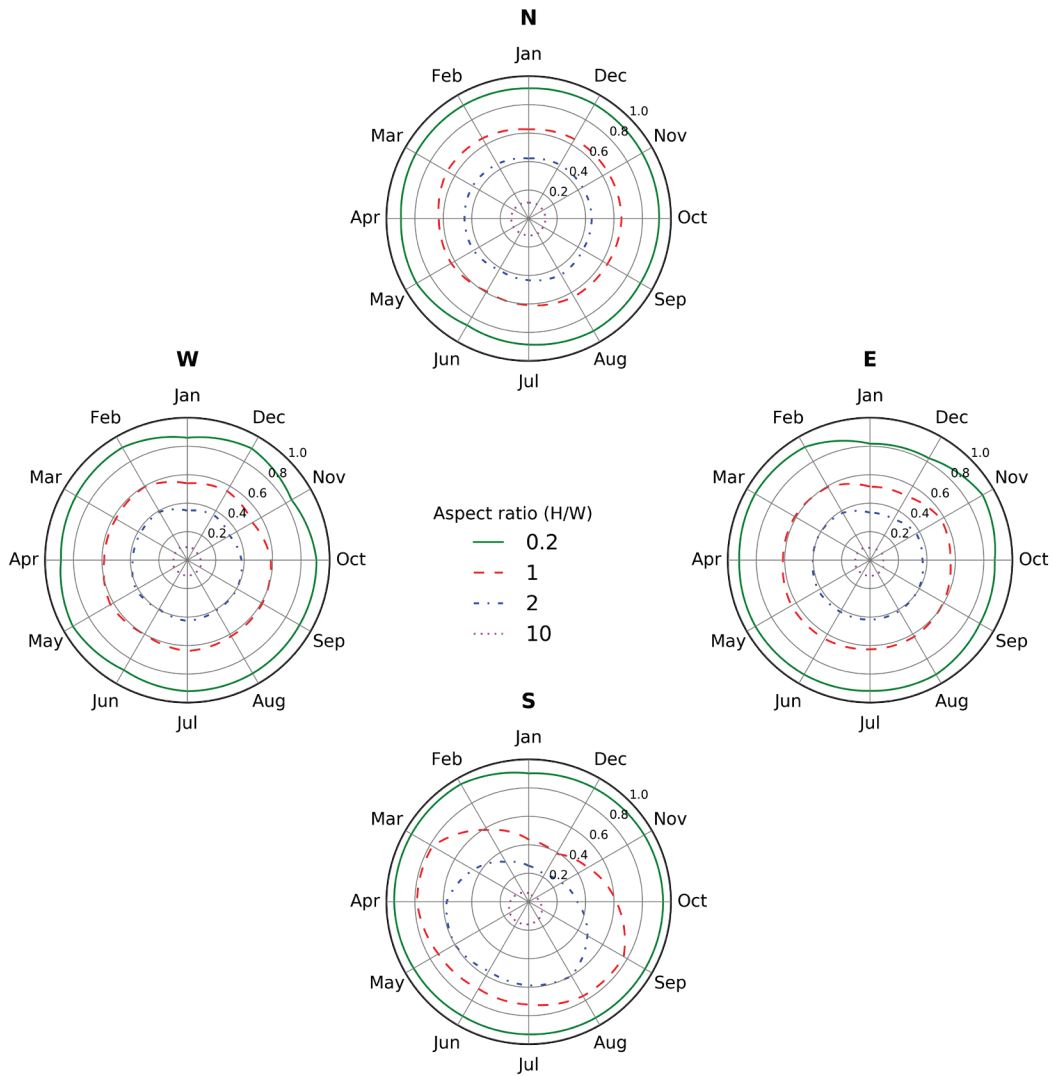 N
Jan
Feb
Dec
Mar
1.0
0.8
Nov
0.6
0.4
0.2
Apr
Oct
May
Sep
Jun
Aug
Jul
W
Jan
Feb
Dec
Mar
1.0
0.8
Nov
0.6
0.4
0.2
Apr
Oct
May
Sep
Jun
Aug
Jul
Aspect ratio (H/W)
0.2
1
2
10
E
Jan
Feb
Dec
Mar
1.0
0.8
Nov
0.6
0.4
0.2
Apr
Oct
May
Sep
Jun
Aug
Jul
S
Jan
Feb
Dec
Mar
1.0
0.8
Nov
0.6
0.4
0.2
Apr
Oct
May
Sep
Jun
Aug
Jul